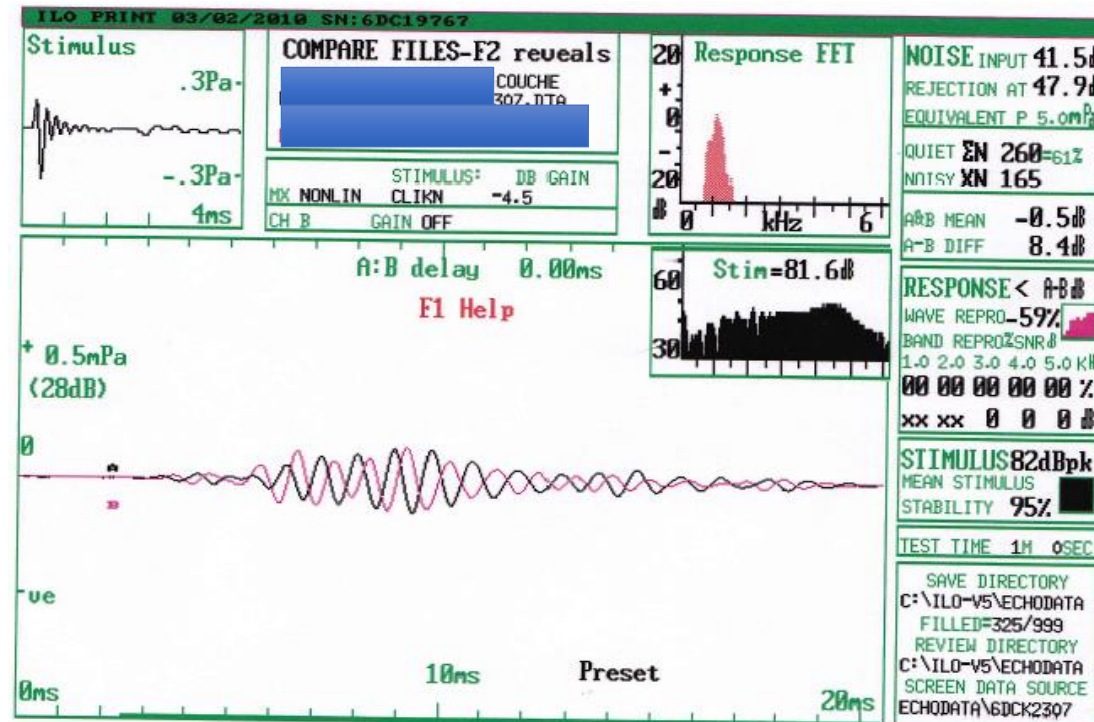 ILO PRINT 03/02/2010 SN:6DC19767
Stimulus
.3Pa-
-.3Pa-
4ms
COMPARE FILES-F2 reveals
COUCHE
307.DTA
STIMULUS: DB GAIN
MX NONLIN CLIKN -4.5
CH B GAIN OFF
20 Response FFT
+
0
-
20
dB 0 kHz 6
NOISE INPUT 41.5d
REJECTION AT 47.9d
EQUIVALENT P 5.0mPa
QUIET ΣN 260=61%
NOISY XN 165
A&B MEAN -0.5dB
A-B DIFF 8.4dB
A:B delay 0.00ms
F1 Help
60 Stim=81.6dB
30
RESPONSE< A-B dB
WAVE REPRO-59%
BAND REPRO%SNRdB
1.0 2.0 3.0 4.0 5.0 KH
00 00 00 00 00 %
xx xx 0 0 0 dB
+ 0.5mPa
(28dB)
0
A
B
-ve
STIMULUS 82dBpk
MEAN STIMULUS
STABILITY 95%
TEST TIME 1M 0SEC
SAVE DIRECTORY
C:\ILO-V5\ECHODATA
FILLED=325/999
REVIEW DIRECTORY
C:\ILO-V5\ECHODATA
SCREEN DATA SOURCE
ECHODATA\6DCK2307
0ms 10ms Preset 20ms